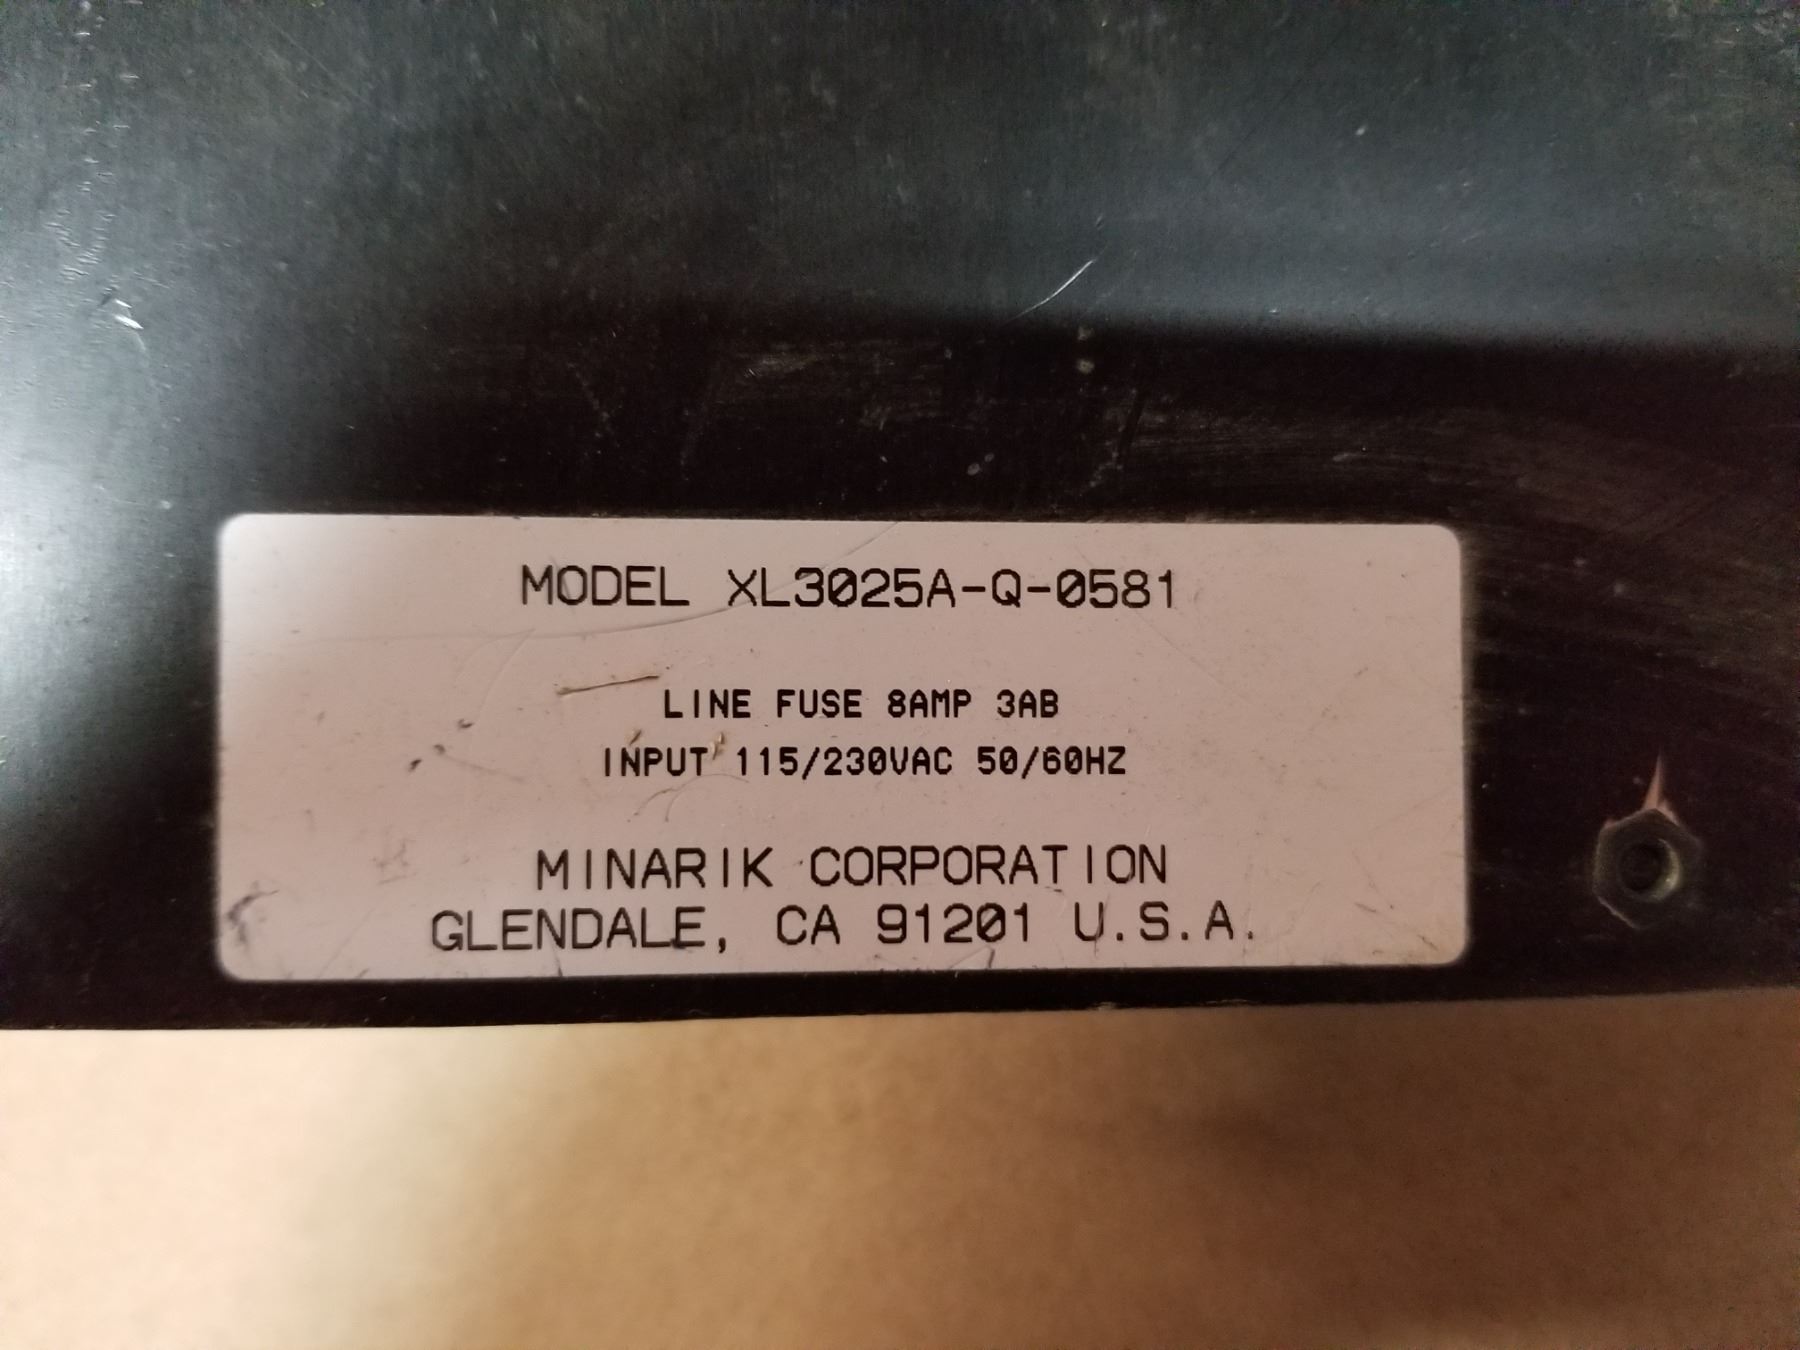 MODEL XL3025A-Q-0581
LINE FUSE 8AMP 3AB
INPUT 115/230VAC 50/60HZ
MINARIK CORPORATION
GLENDALE, CA 91201 U.S.A.